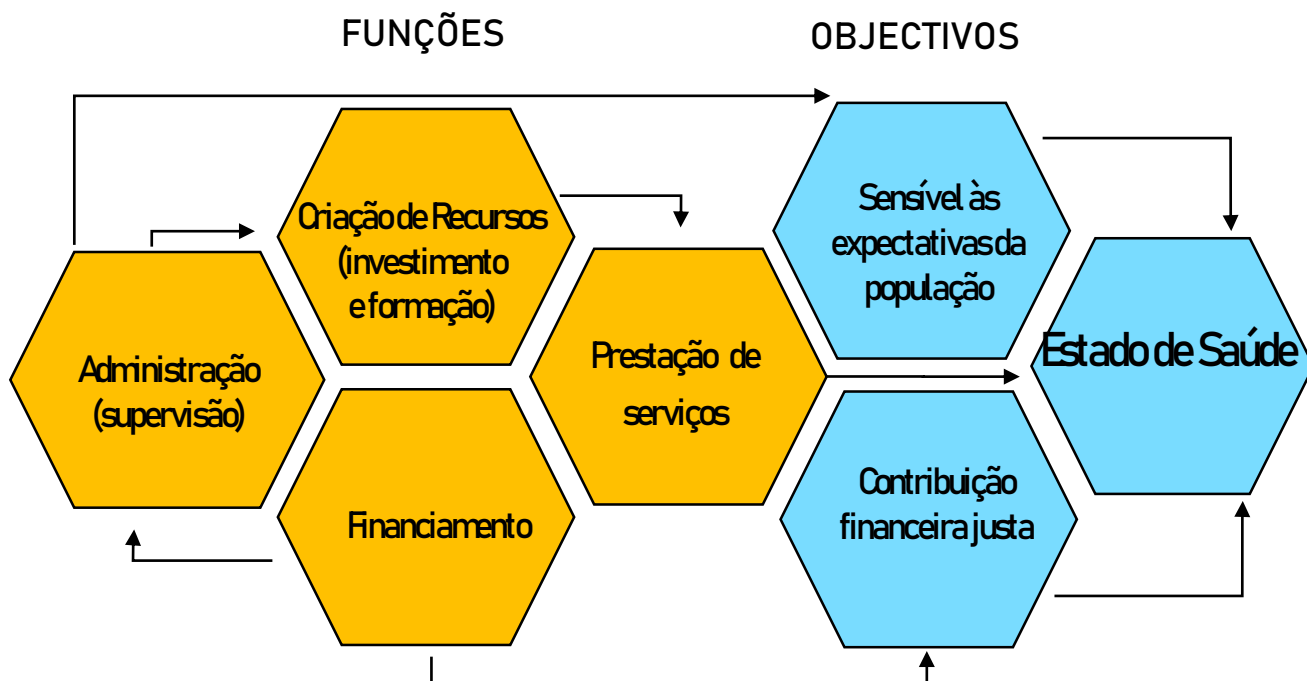 FUNÇÕES
OBJECTIVOS
Criação de Recursos
(investimento
e formação)
Sensível às
expectativas da
população
Administração
(supervisão)
Prestação de
serviços
Estado de Saúde
Financiamento
Contribuição
financeira justa